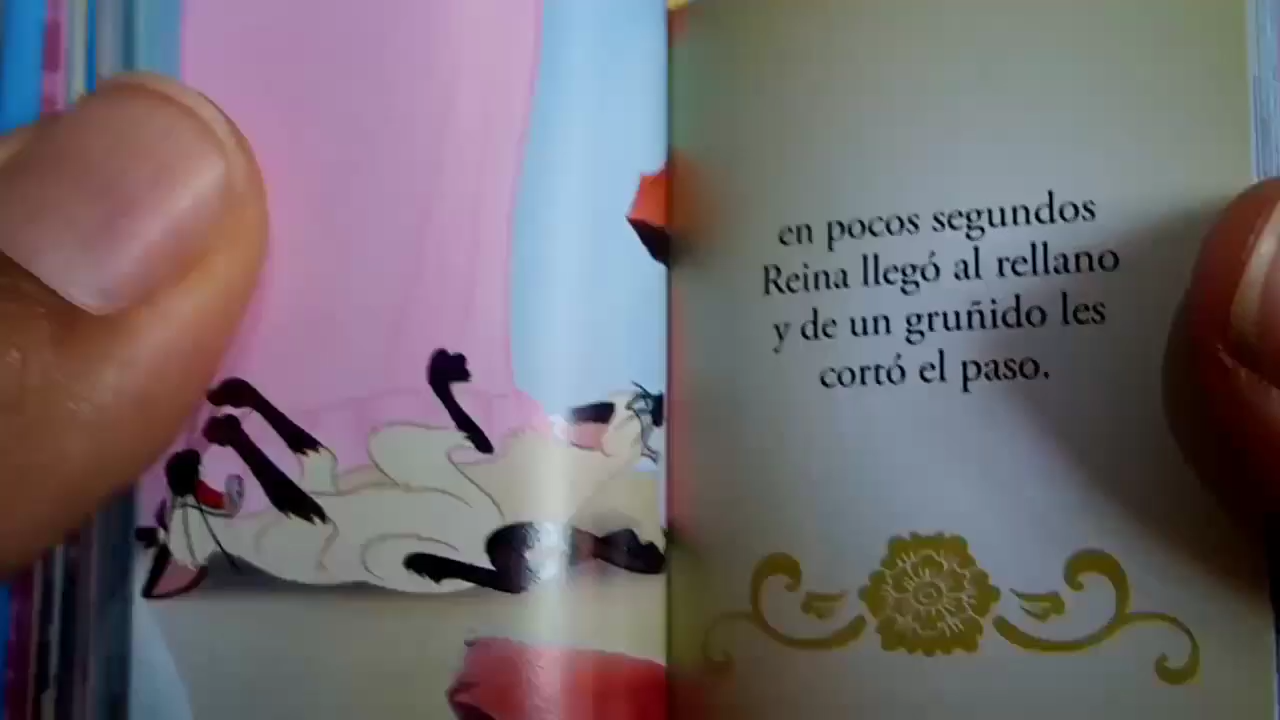 en pocos segundos
Reina llegó al rellano
y de un gruñido les
cortó el paso.